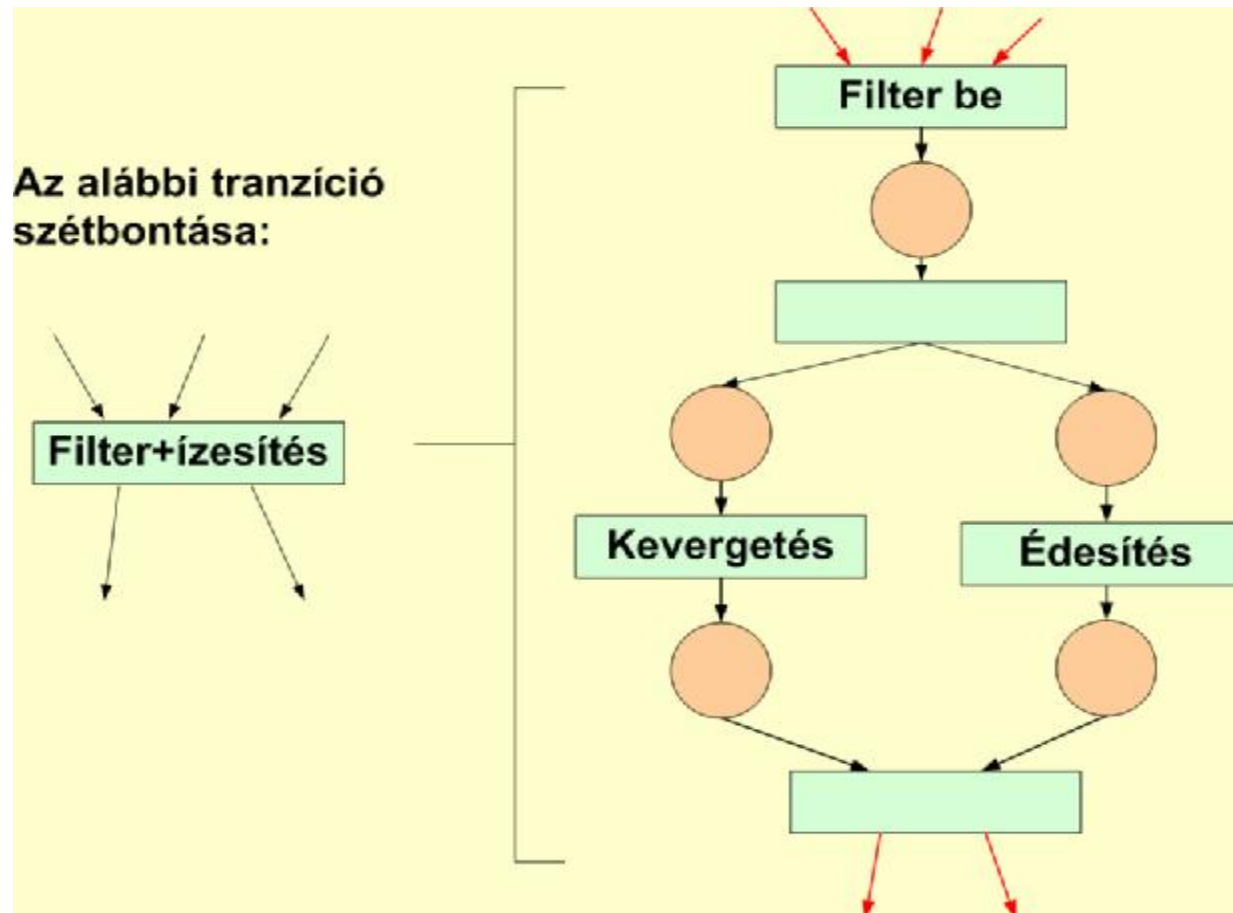 Az alábbi tranzíció
szétbontása:
Filter+ízesítés
Filter be
Kevergetés
Édesítés